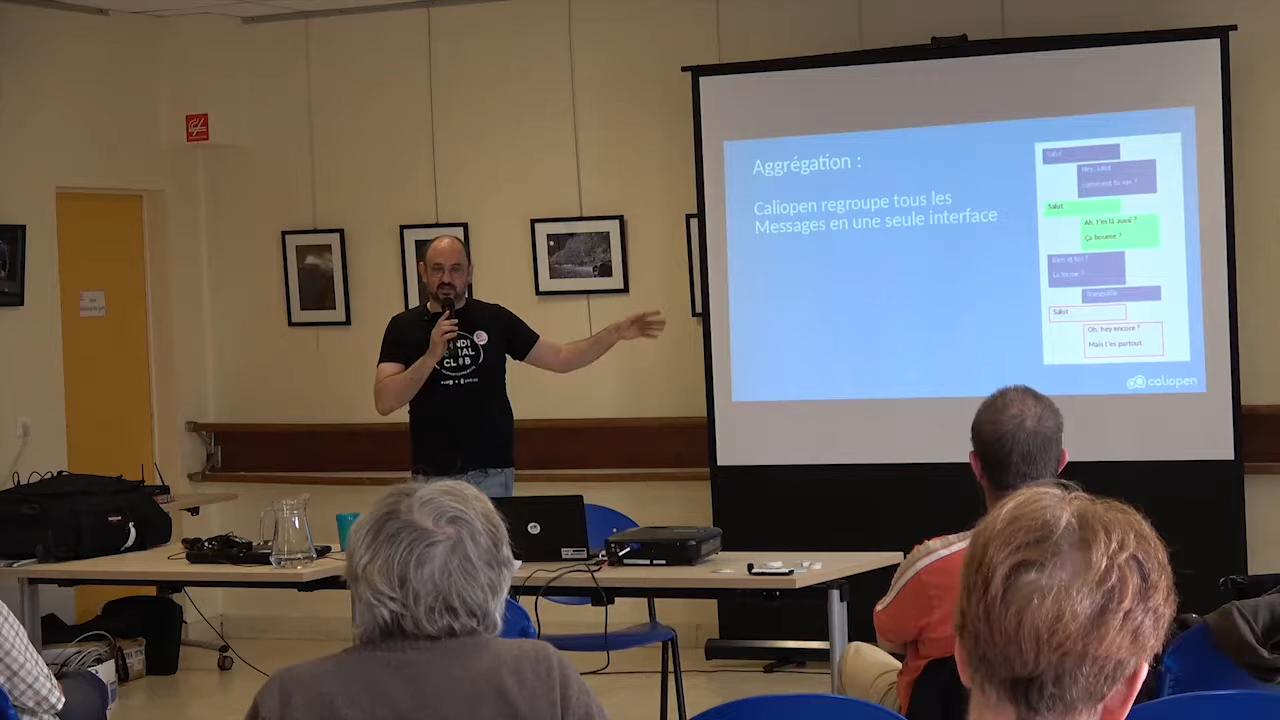 Aggrégation :
Caliopen regroupe tous les
Messages en une seule interface
Salut
Hey, salut
comment tu vas ?
Salut
Ah, t'es là aussi ?
Ça boume ?
Bien et toi ?
La forme ?
Tranquille
Salut
Oh, hey encore ?
Mais t'es partout.
caliopen
CL B